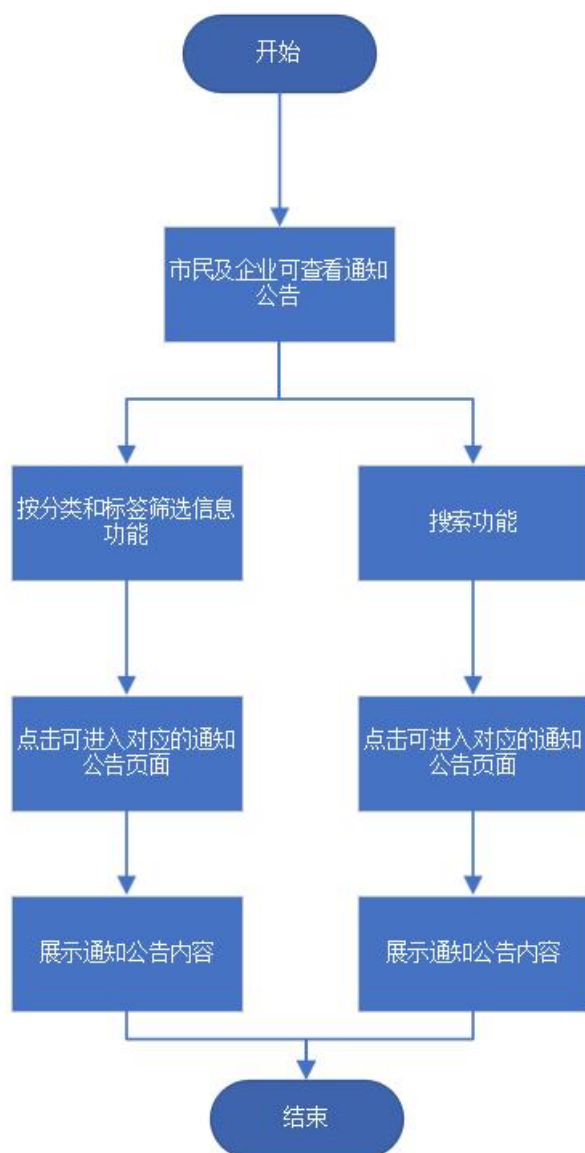 开始
市民及企业可查看通知
公告
按分类和标签筛选信息
功能
搜索功能
点击可进入对应的通知
公告页面
点击可进入对应的通知
公告页面
展示通知公告内容
展示通知公告内容
结束